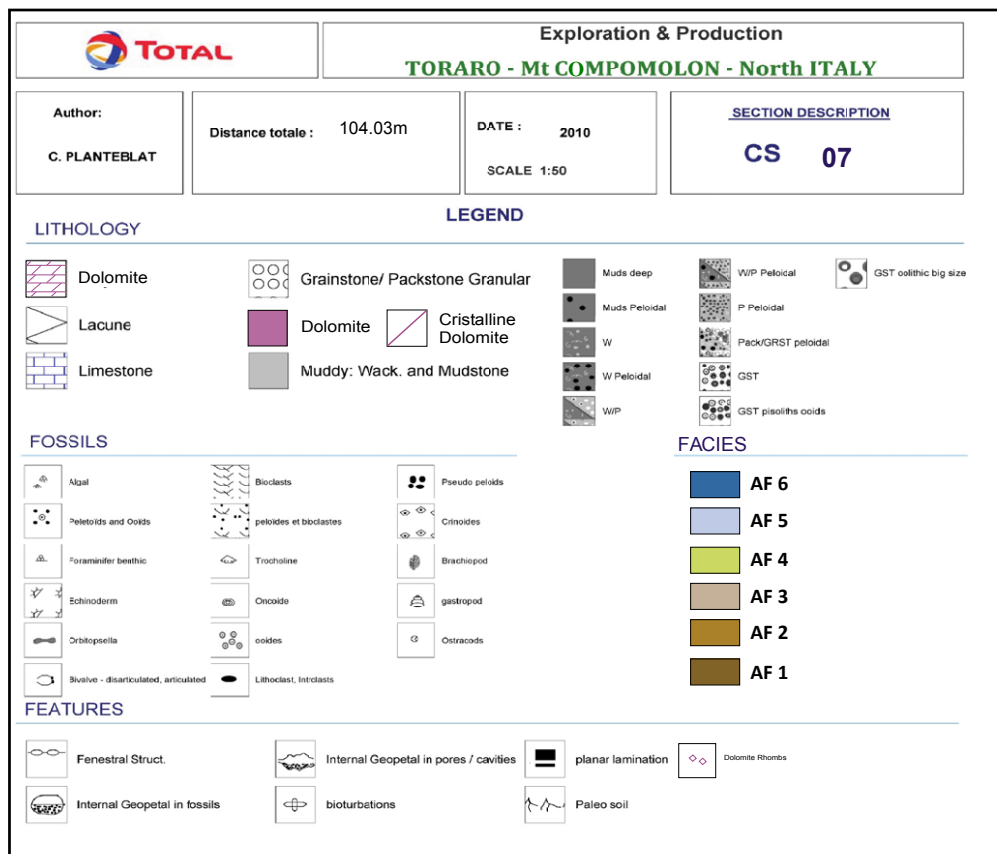 TOTAL
Exploration & Production
TORARO - Mt COMPOMOLON - North ITALY
Author:
C. PLANTEBLAT
Distance totale : 104.03m
DATE : 2010
SCALE 1:50
SECTION DESCRIPTION
CS 07
LEGEND
LITHOLOGY
Dolomite
Lacune
Limestone
Grainstone/ Packstone Granular
Dolomite
Cristalline
Dolomite
Muddy: Wack. and Mudstone
Muds deep
Muds Peloidal
W
W Peloidal
W/P
W/P Peloidal
P Peloidal
Pack/GRST peloidal
GST
GST pisoliths ooids
GST oolithic big size
FOSSILS
Algal
Peletoïds and Ooïds
Foraminifer benthic
Echinoderm
Orbitopsella
Bivalve - disarticulated, articulated
Bioclasts
peloïdes et bioclastes
Trocholine
Oncoide
ooides
Lithoclast, Intrclasts
Pseudo peloids
Crinoides
Brachiopod
gastropod
Ostracods
FACIES
AF 6
AF 5
AF 4
AF 3
AF 2
AF 1
FEATURES
Fenestral Struct.
Internal Geopetal in fossils
Internal Geopetal in pores / cavities
bioturbations
planar lamination
Paleo soil
Dolomite Rhombs